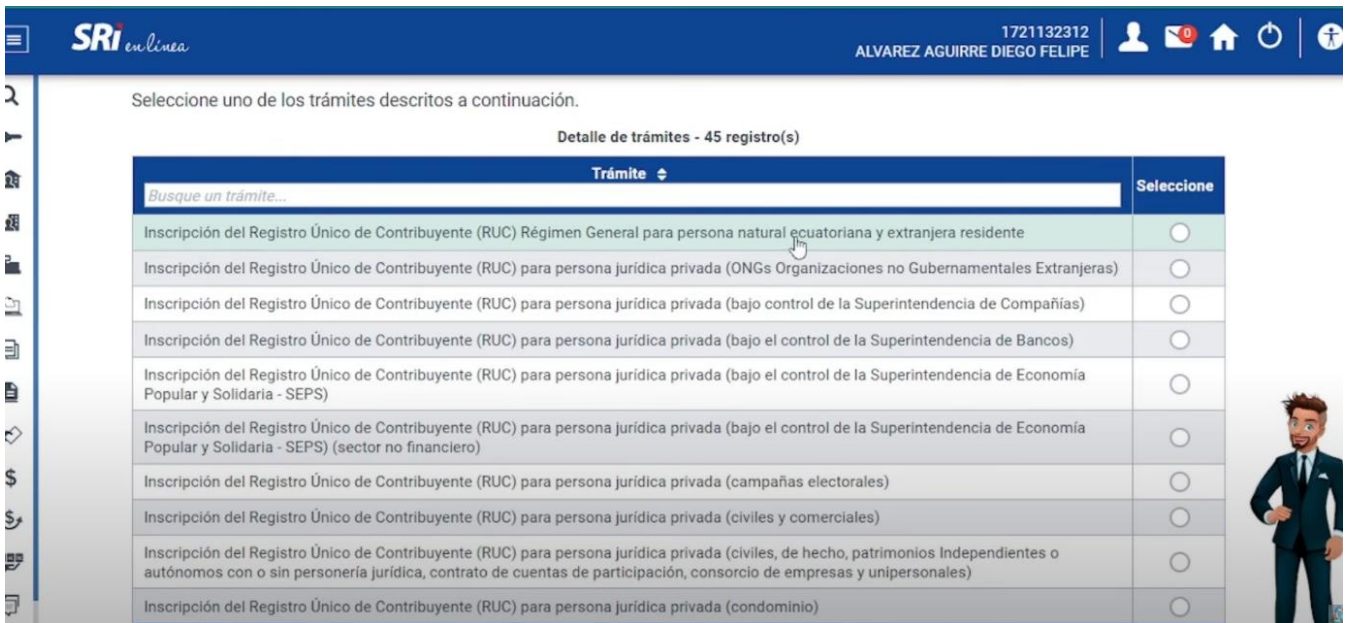 SRi en línea
1721132312
ALVAREZ AGUIRRE DIEGO FELIPE
0
Seleccione uno de los trámites descritos a continuación.
Detalle de trámites - 45 registro(s)
Trámite
Seleccione
Busque un trámite...
Inscripción del Registro Único de Contribuyente (RUC) Régimen General para persona natural ecuatoriana y extranjera residente
Inscripción del Registro Único de Contribuyente (RUC) para persona jurídica privada (ONGs Organizaciones no Gubernamentales Extranjeras)
Inscripción del Registro Único de Contribuyente (RUC) para persona jurídica privada (bajo control de la Superintendencia de Compañías)
Inscripción del Registro Único de Contribuyente (RUC) para persona jurídica privada (bajo el control de la Superintendencia de Bancos)
Inscripción del Registro Único de Contribuyente (RUC) para persona jurídica privada (bajo el control de la Superintendencia de Economía
Popular y Solidaria - SEPS)
Inscripción del Registro Único de Contribuyente (RUC) para persona jurídica privada (bajo el control de la Superintendencia de Economía
Popular y Solidaria - SEPS) (sector no financiero)
Inscripción del Registro Único de Contribuyente (RUC) para persona jurídica privada (campañas electorales)
Inscripción del Registro Único de Contribuyente (RUC) para persona jurídica privada (civiles y comerciales)
Inscripción del Registro Único de Contribuyente (RUC) para persona jurídica privada (civiles, de hecho, patrimonios Independientes o
autónomos con o sin personería jurídica, contrato de cuentas de participación, consorcio de empresas y unipersonales)
Inscripción del Registro Único de Contribuyente (RUC) para persona jurídica privada (condominio)